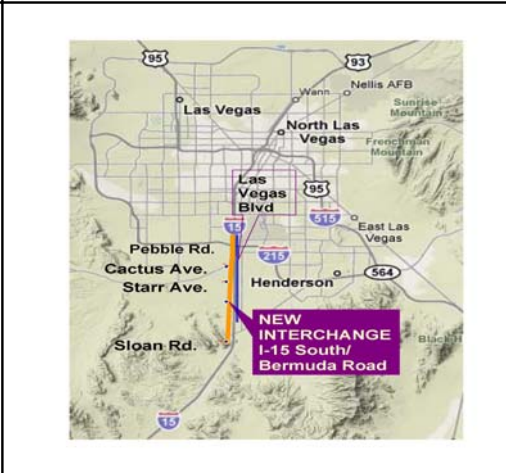 95
93
Nellis AFB
Wann
Las Vegas
Sunrise
Mountain
North Las
Vegas
Frenchman
Mountain
Las
Vegas
Blvd
95
15
515
East Las
Vegas
Pebble Rd.
215
Cactus Ave.
564
Starr Ave.
Henderson
NEW
INTERCHANGE
I-15 South/
Bermuda Road
Sloan Rd.
Black H
15